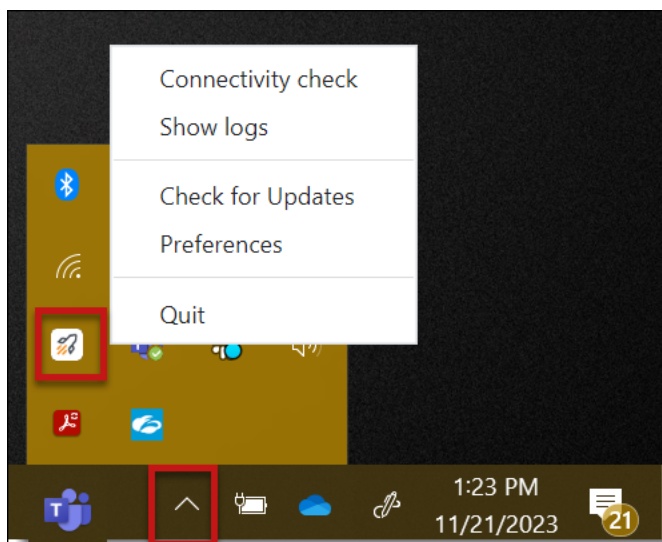 Connectivity check
Show logs
Check for Updates
Preferences
Quit
1:23 PM
11/21/2023
21